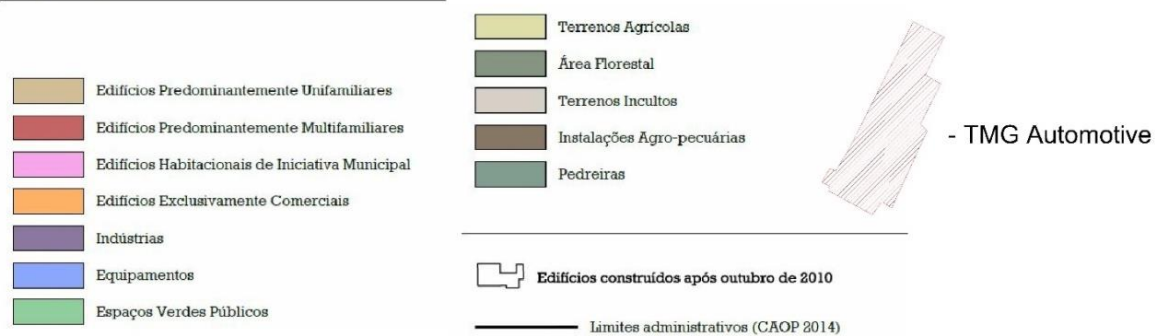 Edifícios Predominantemente Unifamiliares
Edifícios Predominantemente Multifamiliares
Edifícios Habitacionais de Iniciativa Municipal
Edifícios Exclusivamente Comerciais
Indústrias
Equipamentos
Espaços Verdes Públicos
Terrenos Agrícolas
Área Florestal
Terrenos Incultos
Instalações Agro-pecuárias
Pedreiras
Edifícios construídos após outubro de 2010
Limites administrativos (CAOP 2014)
- TMG Automotive